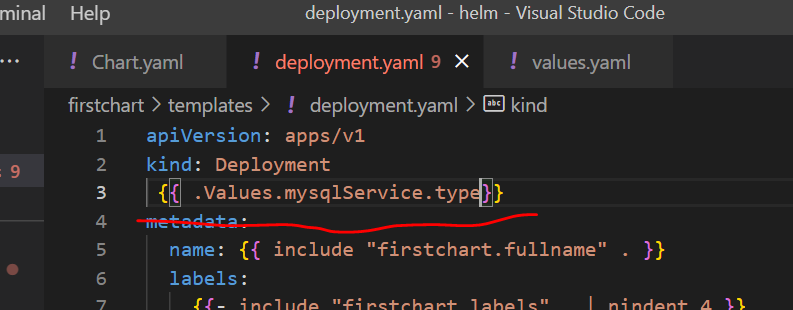 minal Help deployment.yaml - helm - Visual Studio Code
... ! Chart.yaml ! deployment.yaml 9 × ! values.yaml
firstchart > templates > ! deployment.yaml > abc kind
1 apiVersion: apps/v1
9 2 kind: Deployment
3 {{ .Values.mysqlService.type}}
4 metadata:
5 name: {{ include "firstchart.fullname" . }}
6 labels:
7 {{- include "firstchart.labels" . | nindent 4 }}